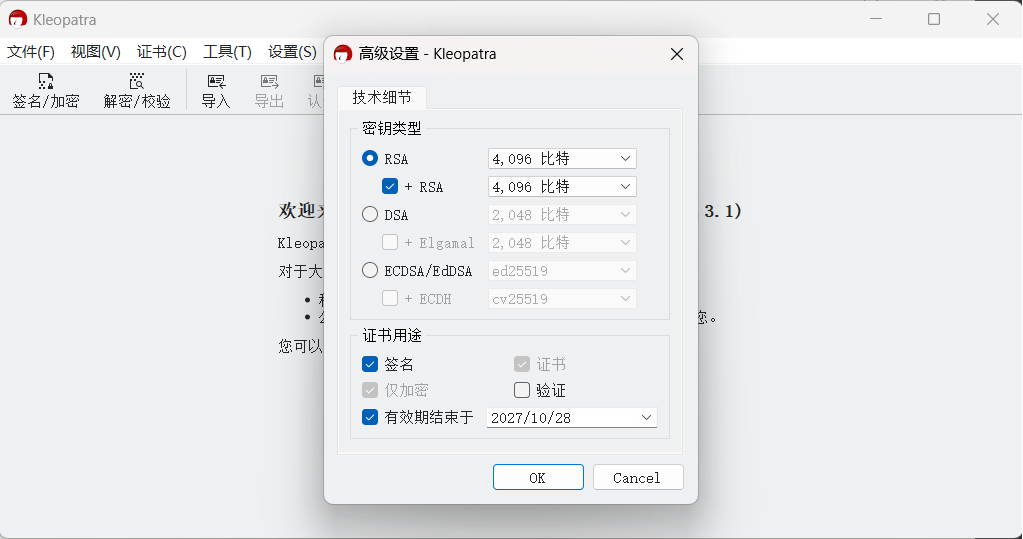 Kleopatra
文件(F) 视图(V) 证书(C) 工具(T) 设置(S)
签名/加密 解密/校验 导入 导出 认
高级设置 - Kleopatra
技术细节
密钥类型
RSA 4,096 比特
+ RSA 4,096 比特
DSA 2,048 比特
+ Elgamal 2,048 比特
ECDSA/EdDSA ed25519
+ ECDH cv25519
证书用途
签名 证书
仅加密 验证
有效期结束于 2027/10/28
OK Cancel
欢迎 3.1)
Kleopa
对于大
您。
您可以